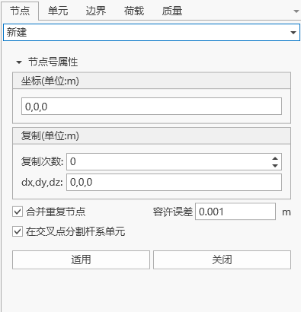 节点 单元 边界 荷载 质量
新建
节点号属性
坐标(单位:m)
0,0,0
复制(单位:m)
复制次数: 0
dx,dy,dz: 0,0,0
合并重复节点 容许误差 0.001 m
在交叉点分割杆系单元
适用 关闭